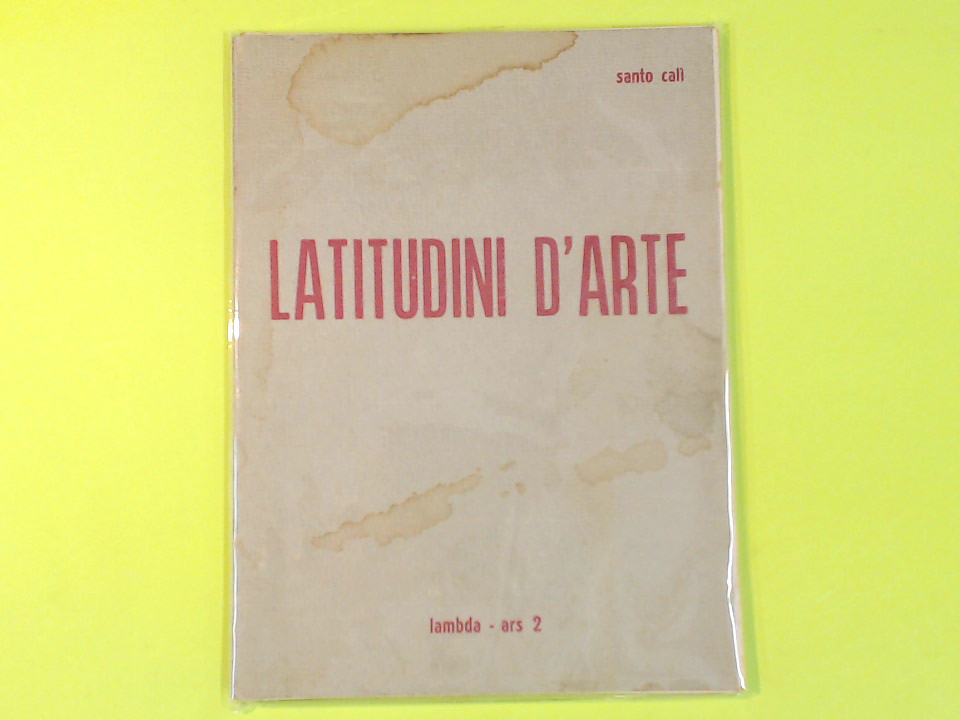 santo calì
LATITUDINI D'ARTE
lambda - ars 2